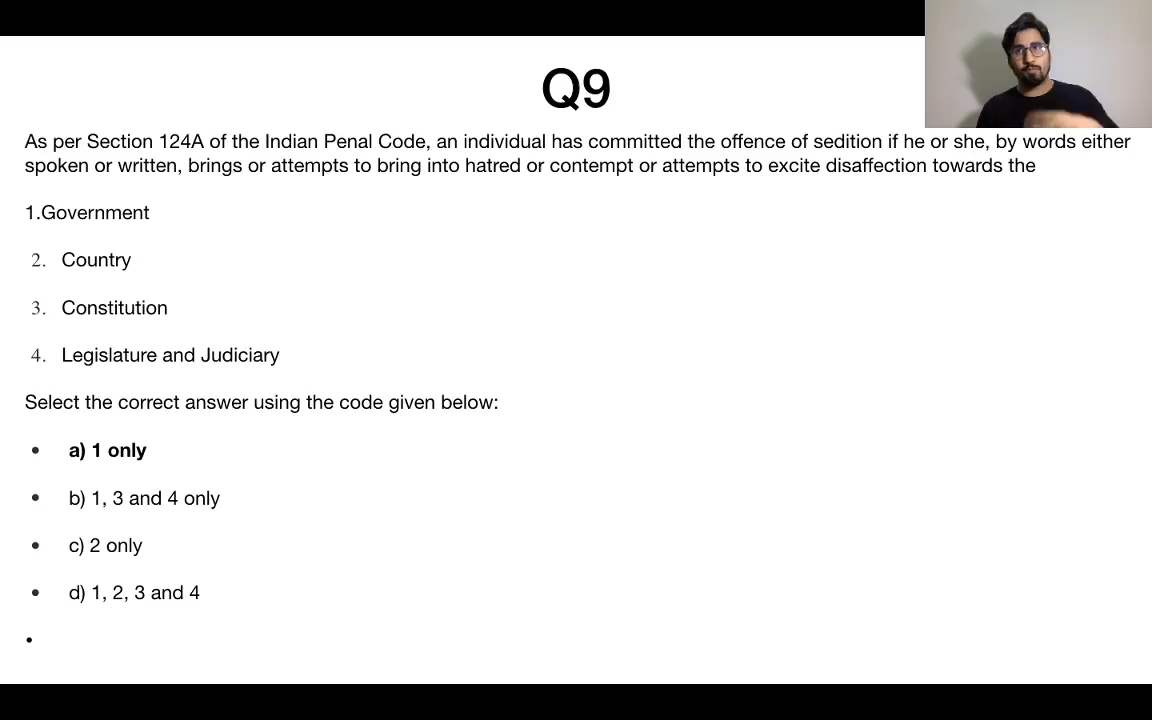 Q9
As per Section 124A of the Indian Penal Code, an individual has committed the offence of sedition if he or she, by words either
spoken or written, brings or attempts to bring into hatred or contempt or attempts to excite disaffection towards the
1.Government
2. Country
3. Constitution
4. Legislature and Judiciary
Select the correct answer using the code given below:
• a) 1 only
• b) 1, 3 and 4 only
• c) 2 only
• d) 1, 2, 3 and 4
•